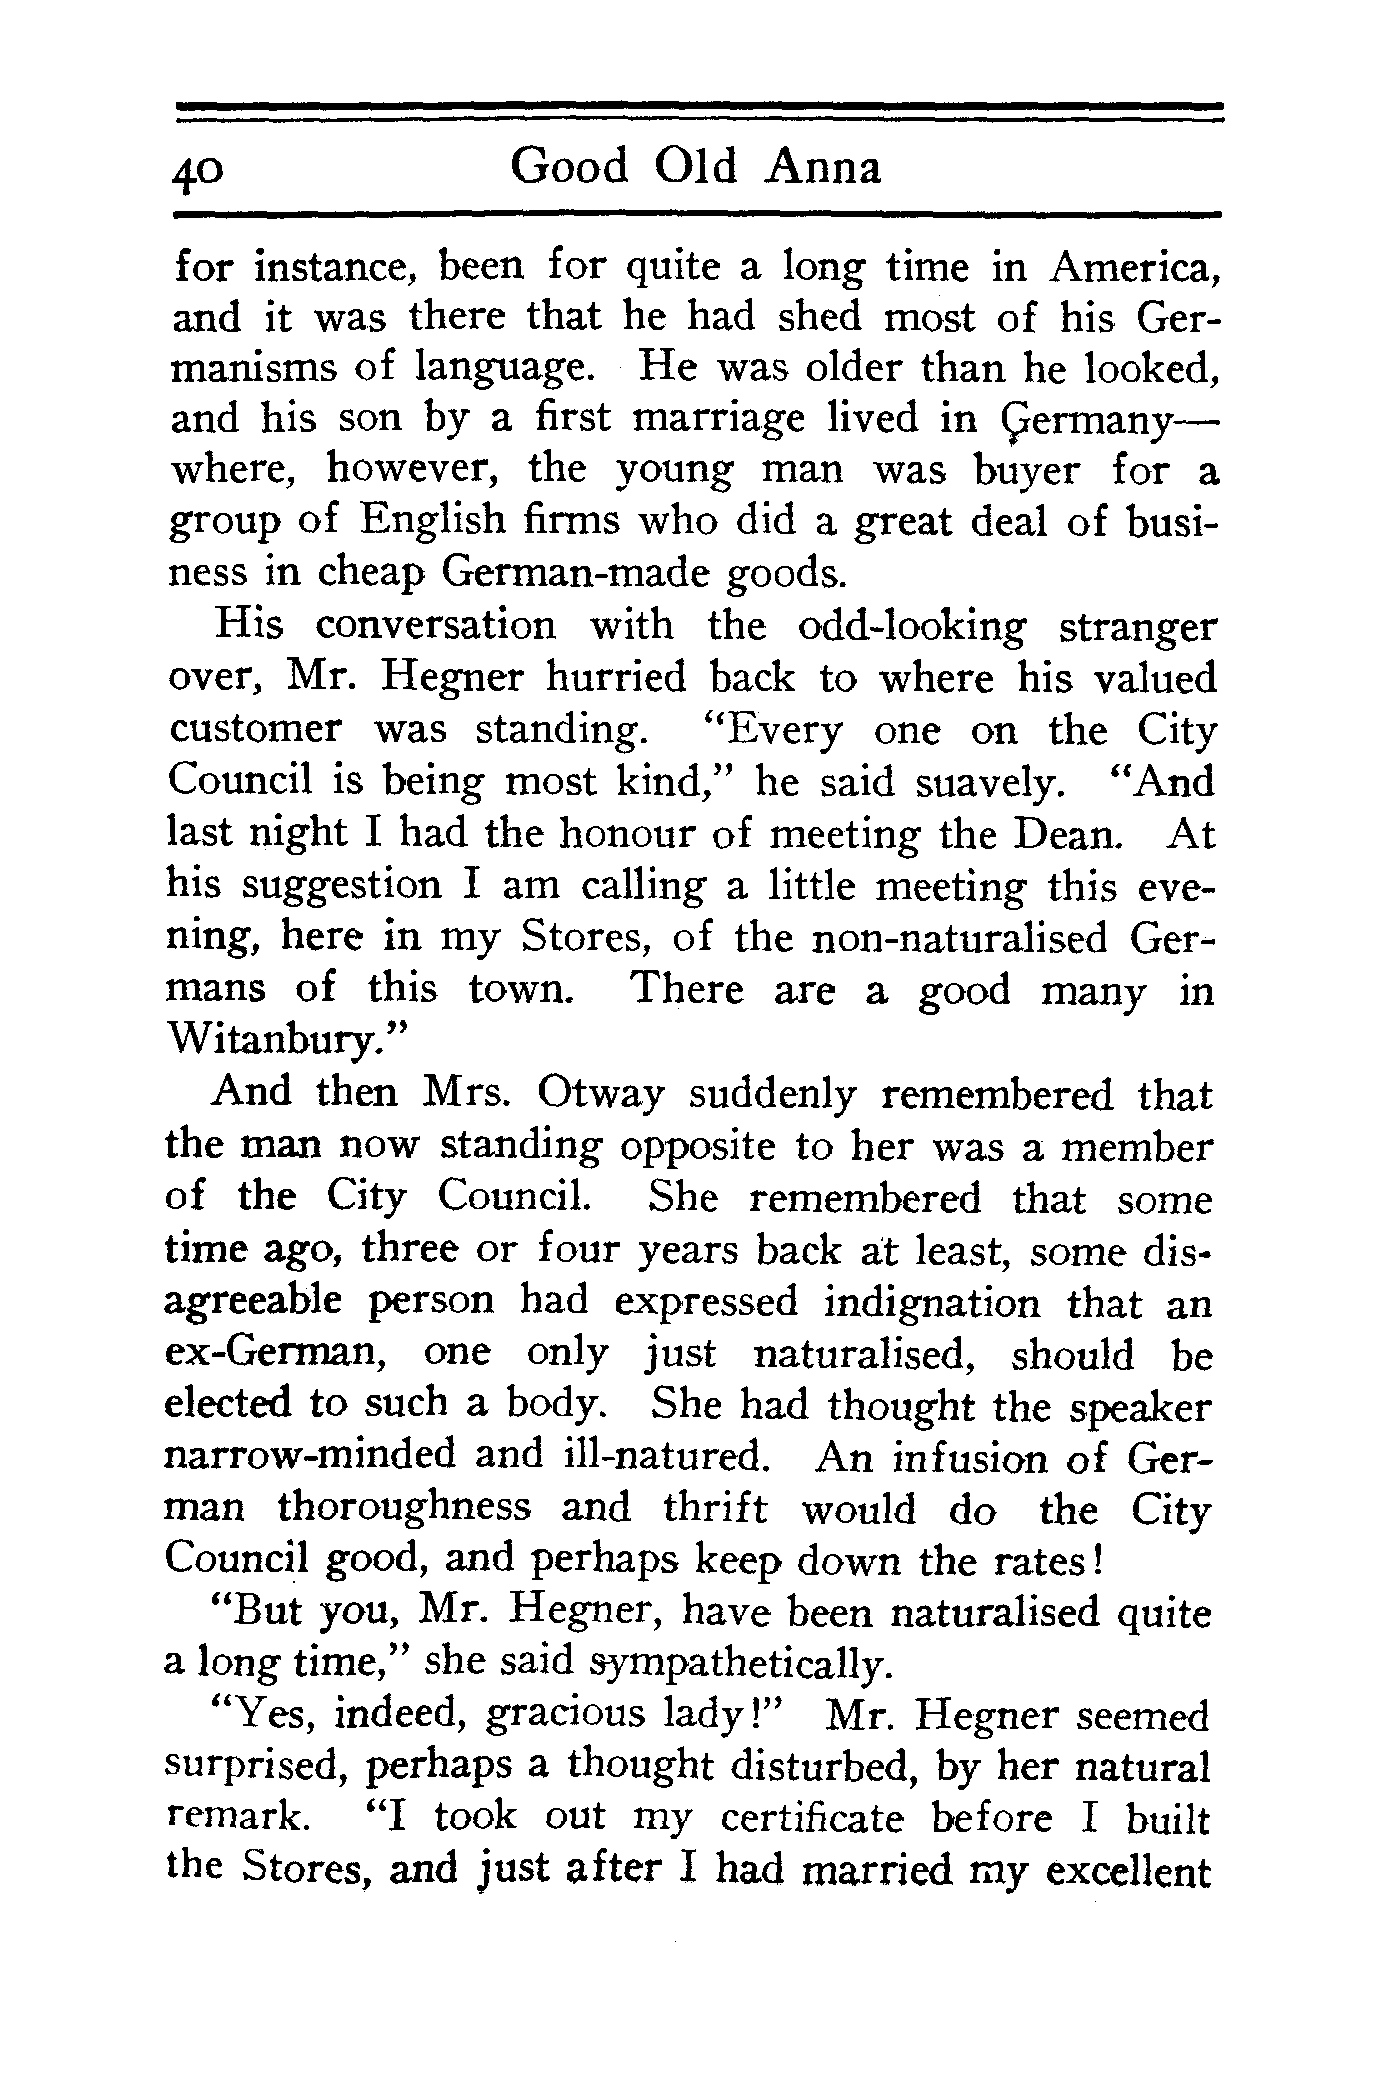 40 Good Old Anna
for instance, been for quite a long time in America,
and it was there that he had shed most of his Ger-
manisms of language. He was older than he looked,
and his son by a first marriage lived in Germany—
where, however, the young man was buyer for a
group of English firms who did a great deal of busi-
ness in cheap German-made goods.
His conversation with the odd-looking stranger
over, Mr. Hegner hurried back to where his valued
customer was standing. "Every one on the City
Council is being most kind," he said suavely. "And
last night I had the honour of meeting the Dean. At
his suggestion I am calling a little meeting this eve-
ning, here in my Stores, of the non-naturalised Ger-
mans of this town. There are a good many in
Witanbury."
And then Mrs. Otway suddenly remembered that
the man now standing opposite to her was a member
of the City Council. She remembered that some
time ago, three or four years back at least, some dis-
agreeable person had expressed indignation that an
ex-German, one only just naturalised, should be
elected to such a body. She had thought the speaker
narrow-minded and ill-natured. An infusion of Ger-
man thoroughness and thrift would do the City
Council good, and perhaps keep down the rates!
"But you, Mr. Hegner, have been naturalised quite
a long time," she said sympathetically.
"Yes, indeed, gracious lady!" Mr. Hegner seemed
surprised, perhaps a thought disturbed, by her natural
remark. "I took out my certificate before I built
the Stores, and just after I had married my excellent